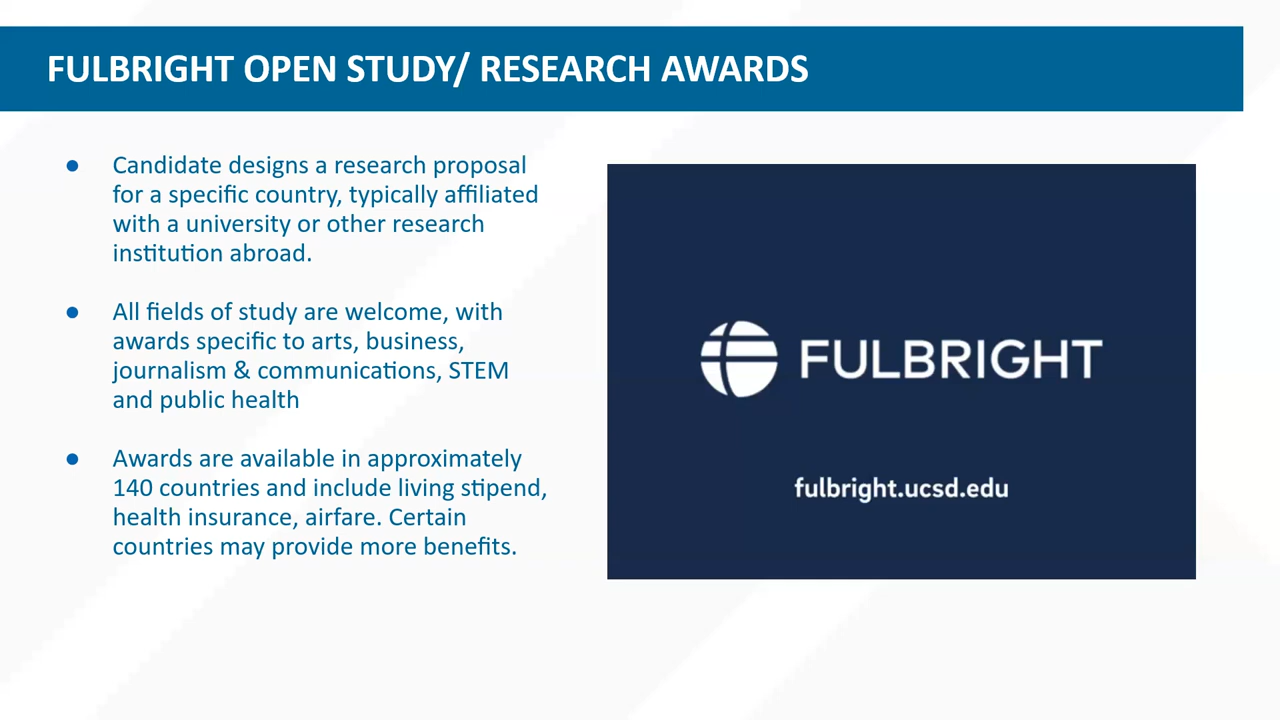 FULBRIGHT OPEN STUDY/ RESEARCH AWARDS
● Candidate designs a research proposal
for a specific country, typically affiliated
with a university or other research
institution abroad.
● All fields of study are welcome, with
awards specific to arts, business,
journalism & communications, STEM
and public health
● Awards are available in approximately
140 countries and include living stipend,
health insurance, airfare. Certain
countries may provide more benefits.
FULBRIGHT
fulbright.ucsd.edu